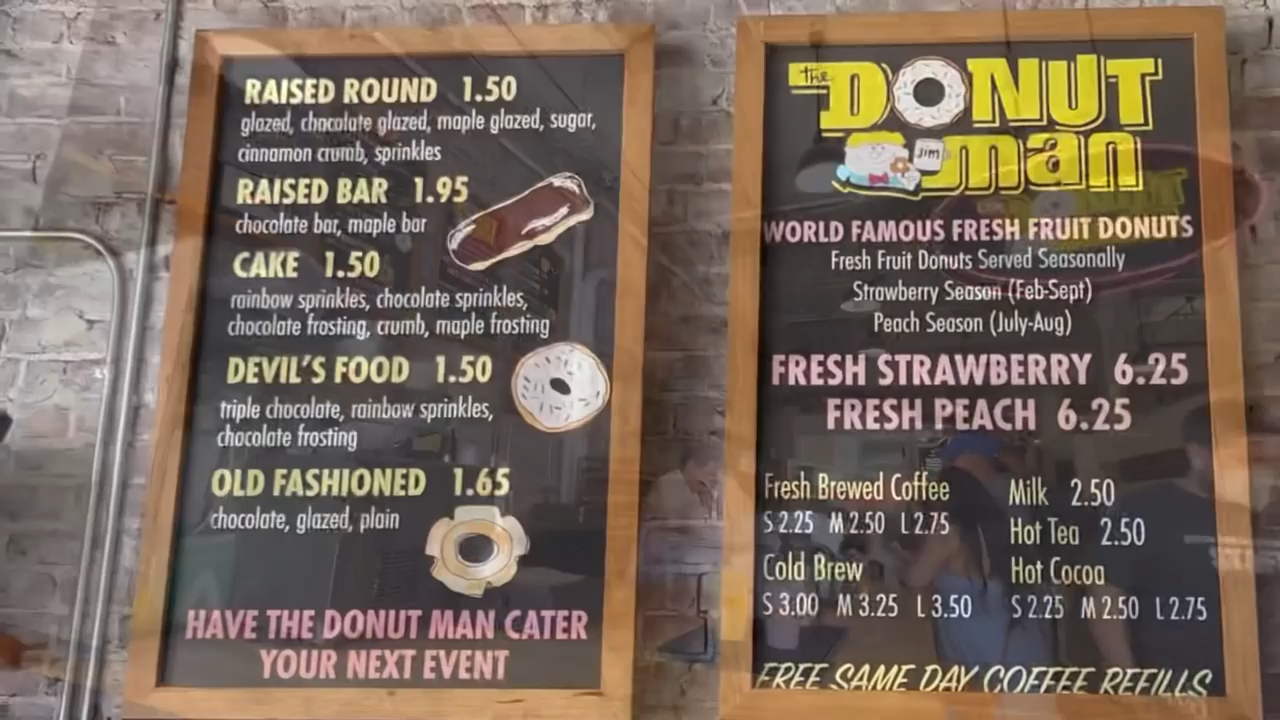 RAISED ROUND 1.50
glazed, chocolate glazed, maple glazed, sugar,
cinnamon crumb, sprinkles
RAISED BAR 1.95
chocolate bar, maple bar
CAKE 1.50
rainbow sprinkles, chocolate sprinkles,
chocolate frosting, crumb, maple frosting
DEVIL'S FOOD 1.50
triple chocolate, rainbow sprinkles,
chocolate frosting
OLD FASHIONED 1.65
chocolate, glazed, plain
HAVE THE DONUT MAN CATER
YOUR NEXT EVENT
the DONUT
Jim
man
WORLD FAMOUS FRESH FRUIT DONUTS
Fresh Fruit Donuts Served Seasonally
Strawberry Season (Feb-Sept)
Peach Season (July-Aug)
FRESH STRAWBERRY 6.25
FRESH PEACH 6.25
Fresh Brewed Coffee
S 2.25 M 2.50 L 2.75
Cold Brew
S 3.00 M 3.25 L 3.50
Milk 2.50
Hot Tea 2.50
Hot Cocoa
S 2.25 M 2.50 L 2.75
FREE SAME DAY COFFEE REFILLS